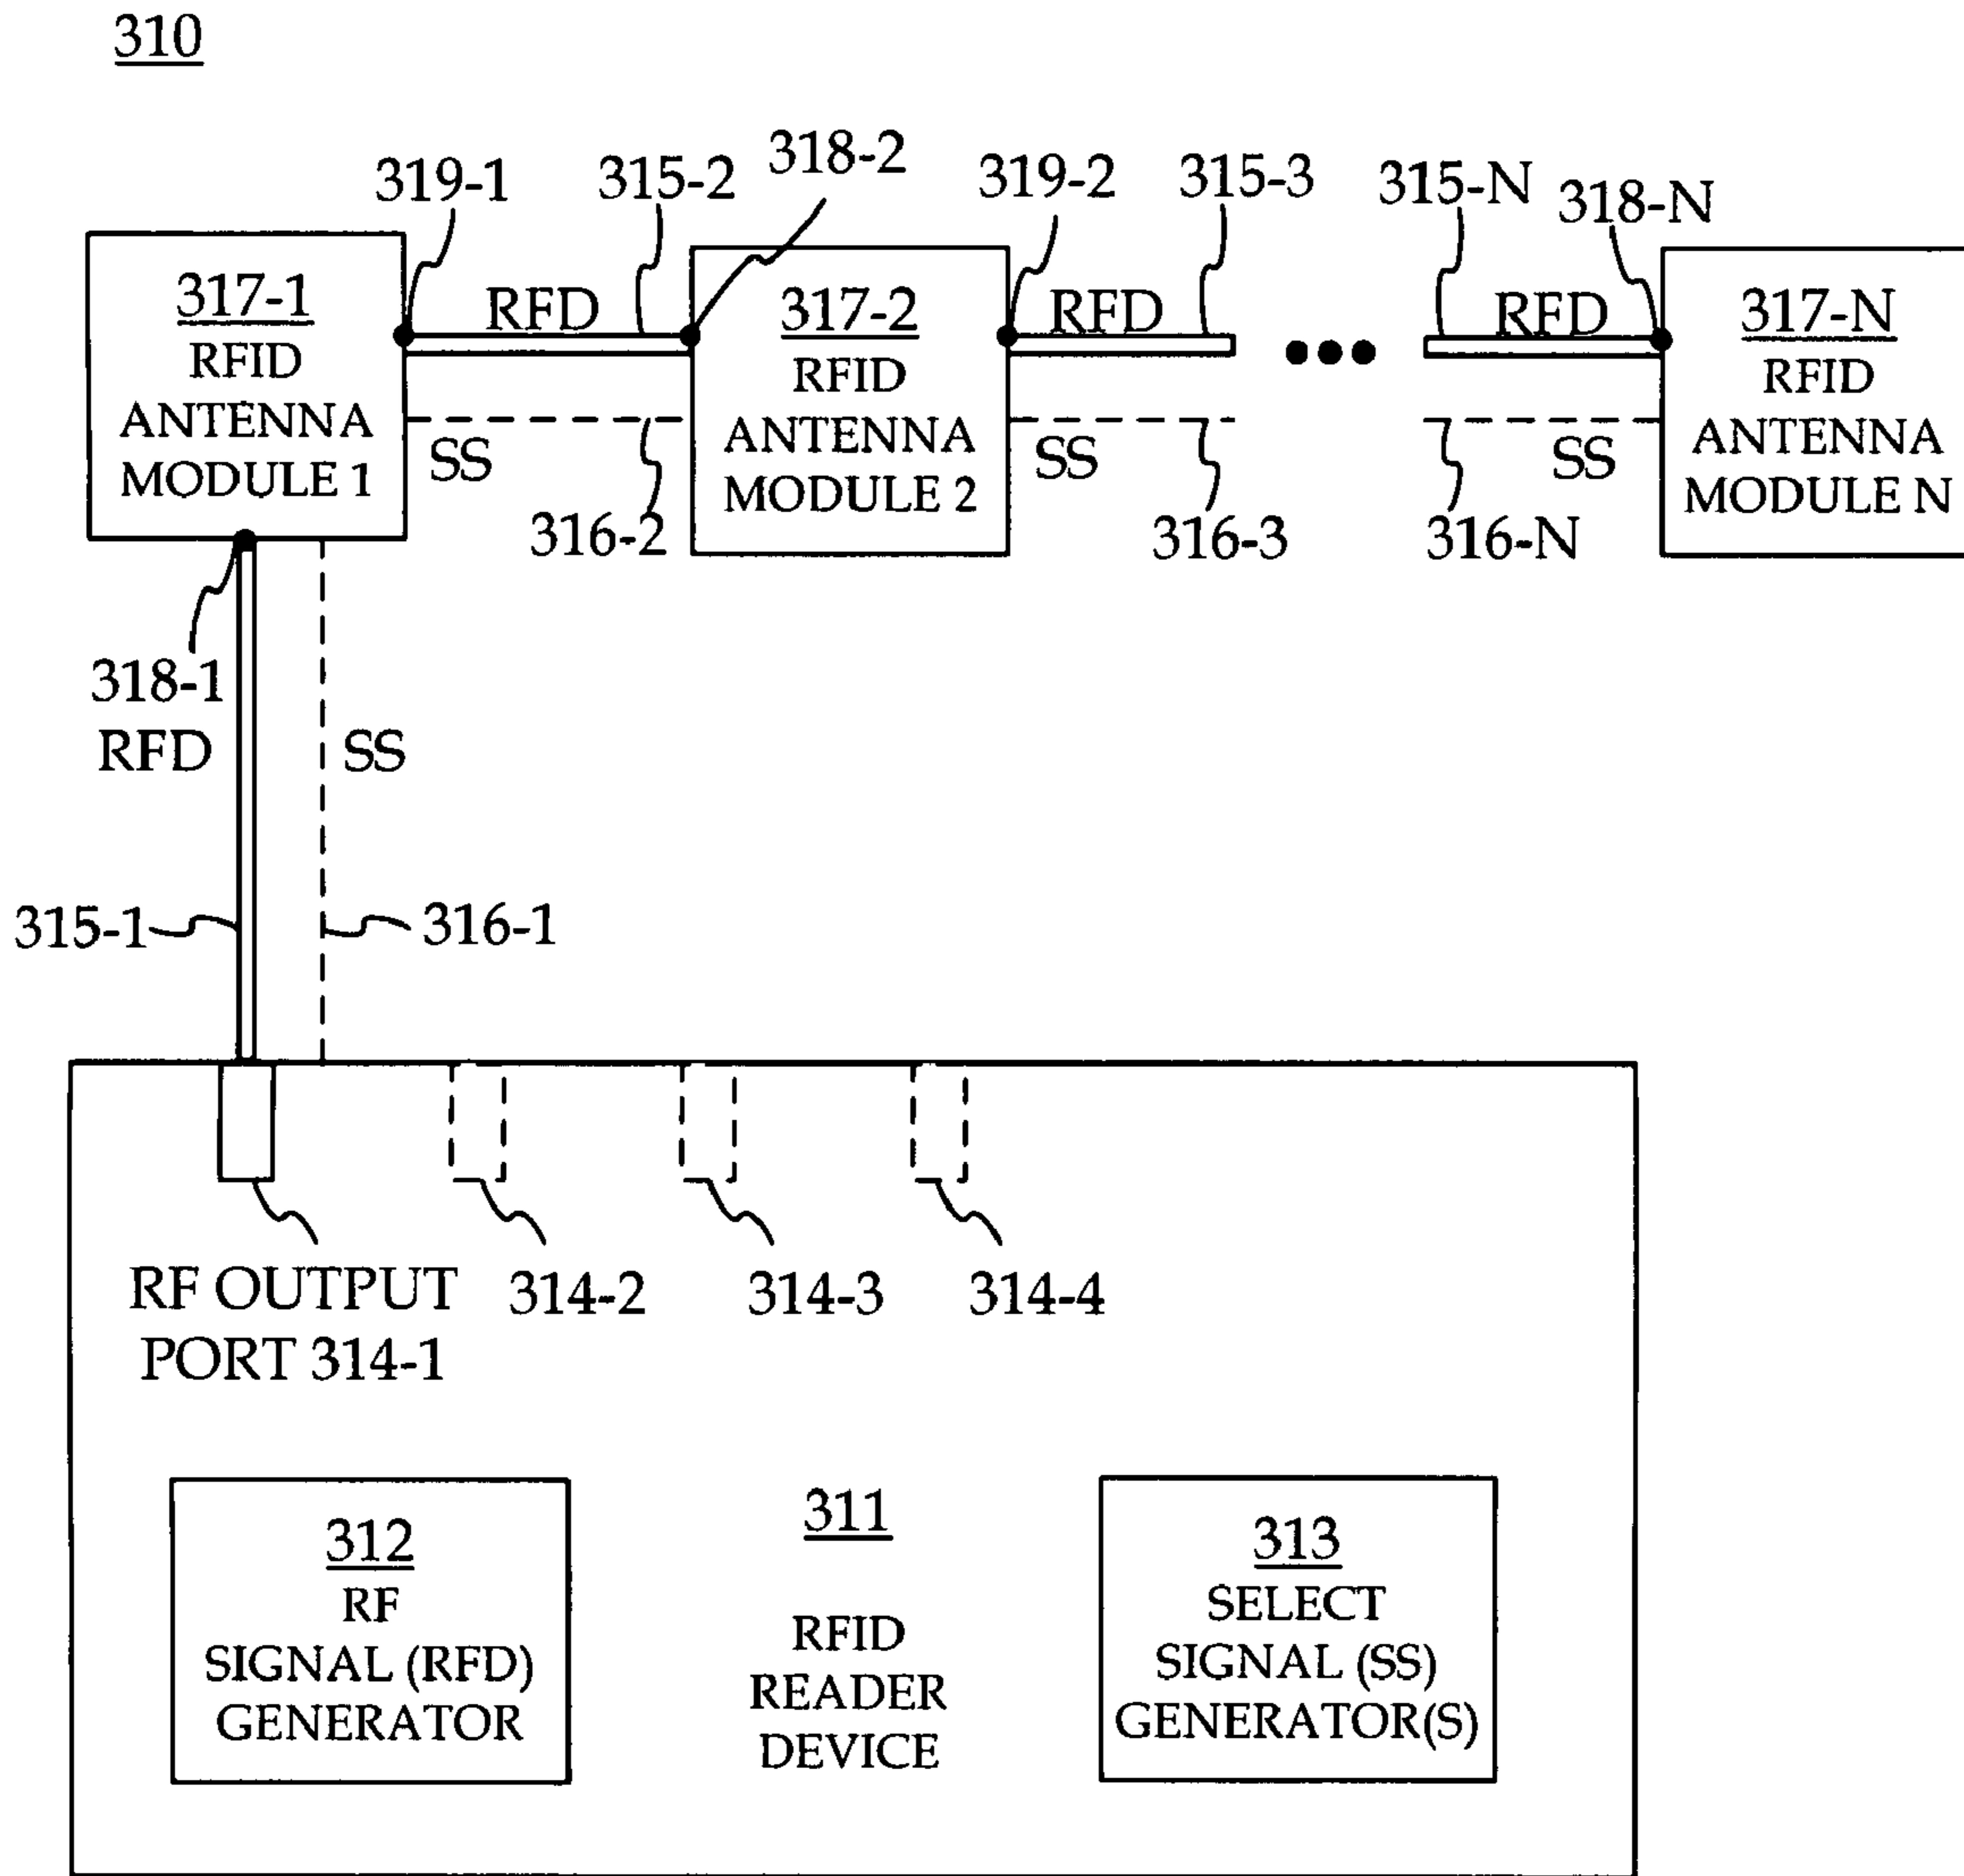 310
319-1
315-2
318-2
319-2
315-3
315-N
318-N
317-1
RFID
ANTENNA
MODULE 1
RFD
SS
316-2
317-2
RFID
ANTENNA
MODULE 2
RFD
SS
316-3
RFD
SS
316-N
317-N
RFID
ANTENNA
MODULE N
318-1
RFD
SS
315-1
316-1
RF OUTPUT
PORT 314-1
314-2
314-3
314-4
312
RF
SIGNAL (RFD)
GENERATOR
311
RFID
READER
DEVICE
313
SELECT
SIGNAL (SS)
GENERATOR(S)